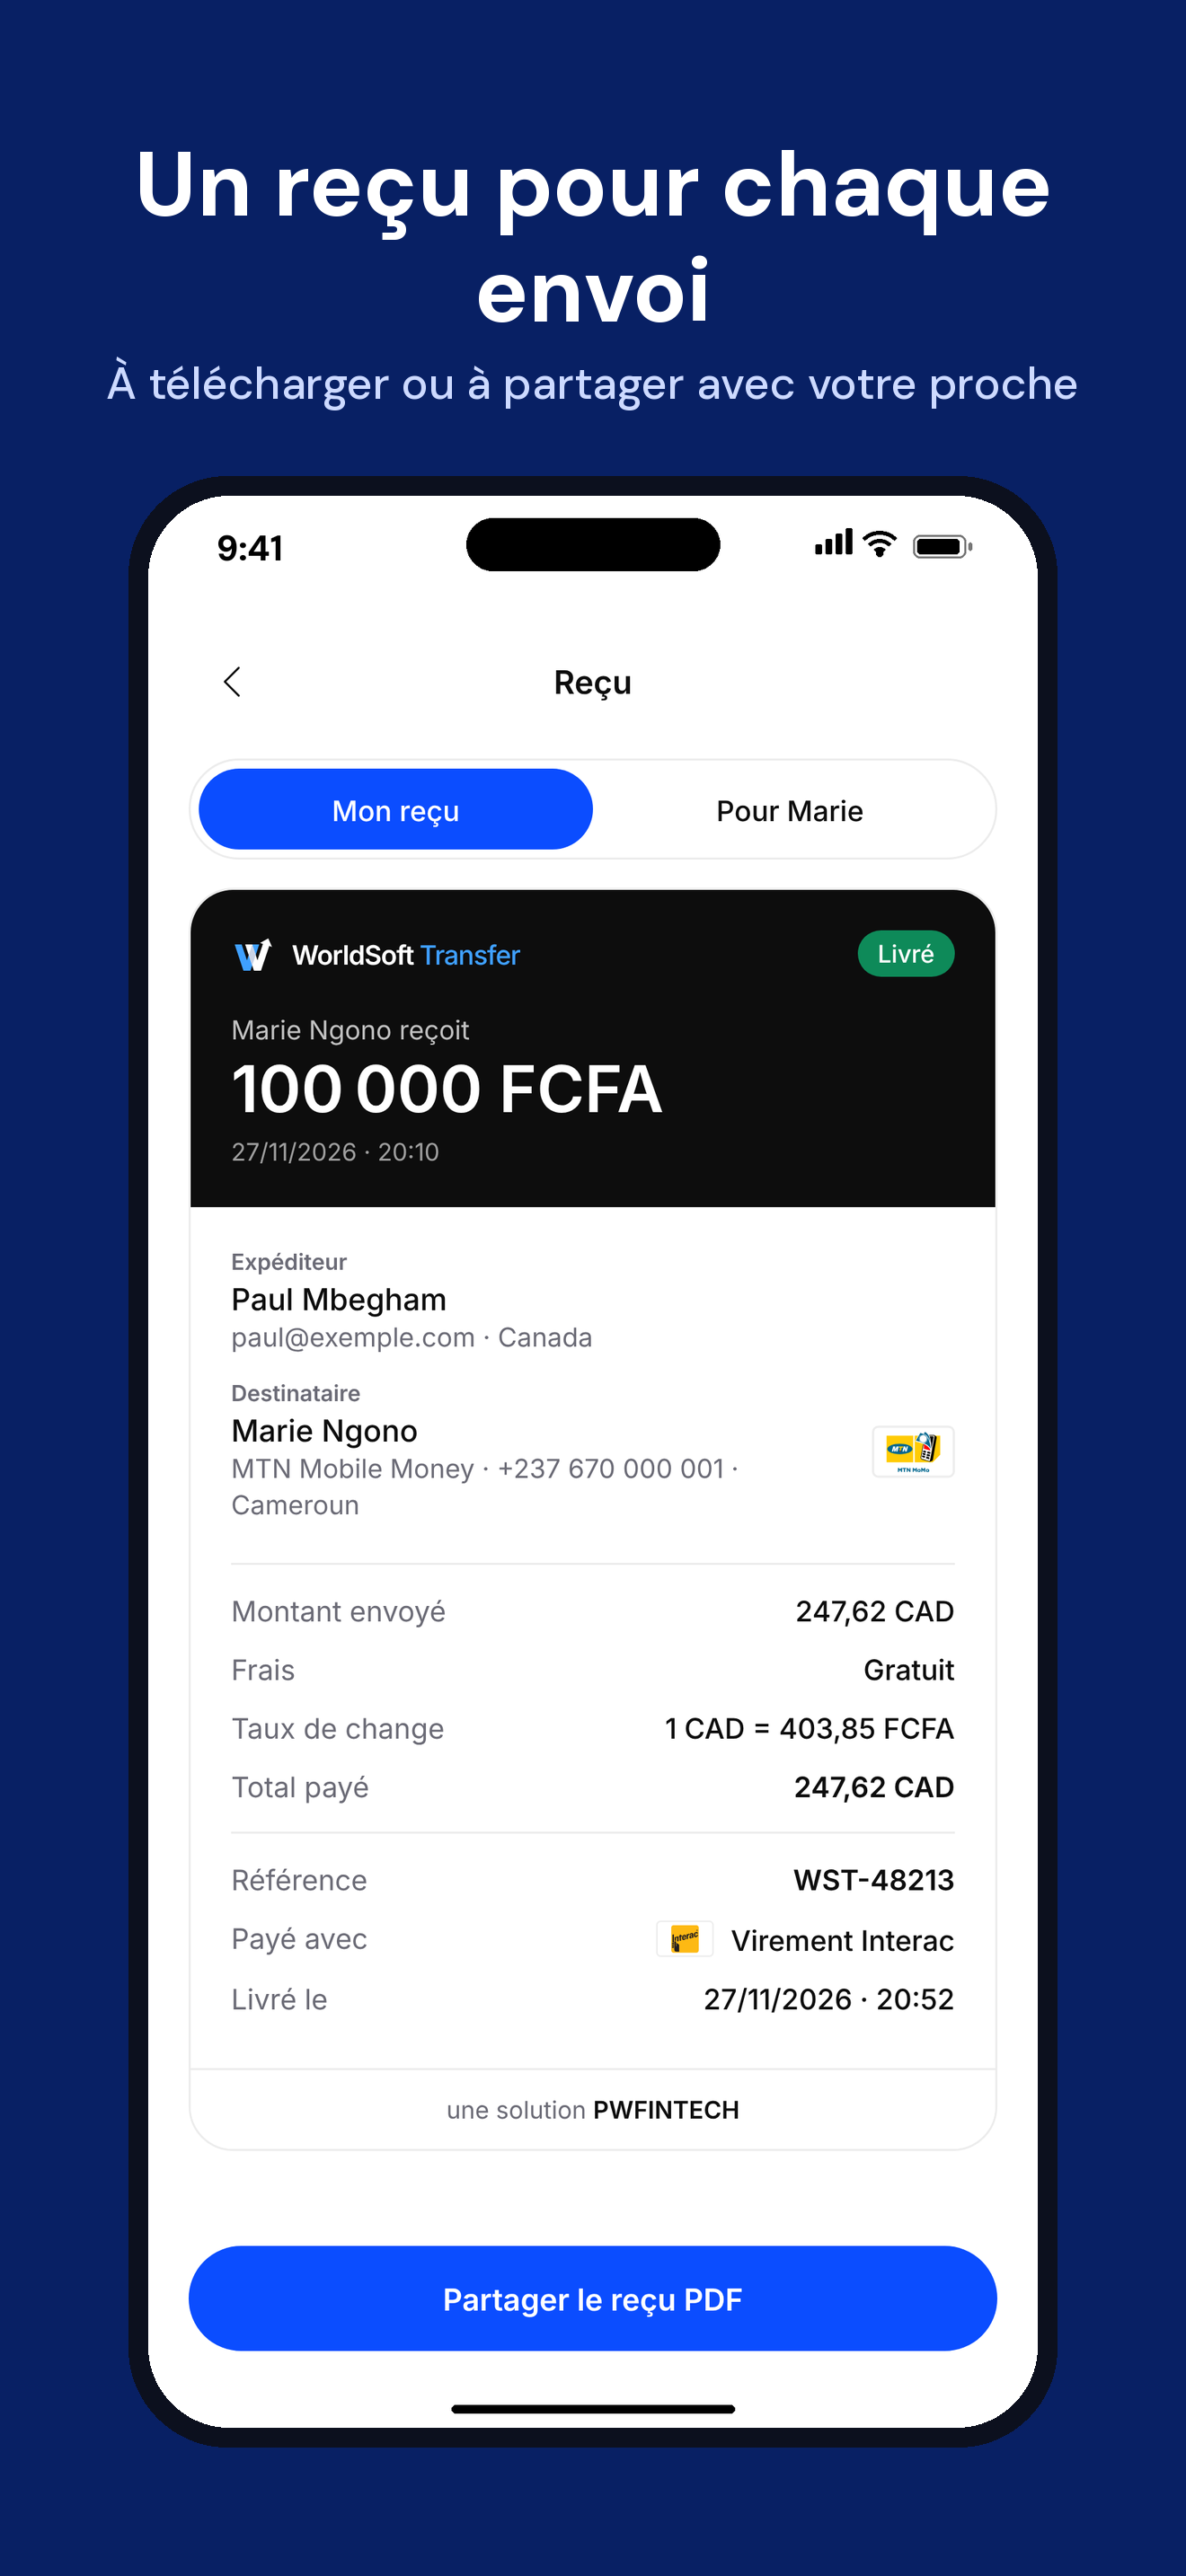 Un reçu pour chaque
envoi
À télécharger ou à partager avec votre proche
9:41
Reçu
Mon reçu
Pour Marie
WorldSoft Transfer
Livré
Marie Ngono reçoit
100 000 FCFA
27/11/2026 · 20:10
Expéditeur
Paul Mbegham
paul@exemple.com · Canada
Destinataire
Marie Ngono
MTN Mobile Money · +237 670 000 001 ·
Cameroun
MTN
MTN MoMo
Montant envoyé 247,62 CAD
Frais Gratuit
Taux de change 1 CAD = 403,85 FCFA
Total payé 247,62 CAD
Référence WST-48213
Payé avec Interac Virement Interac
Livré le 27/11/2026 · 20:52
une solution PWFINTECH
Partager le reçu PDF